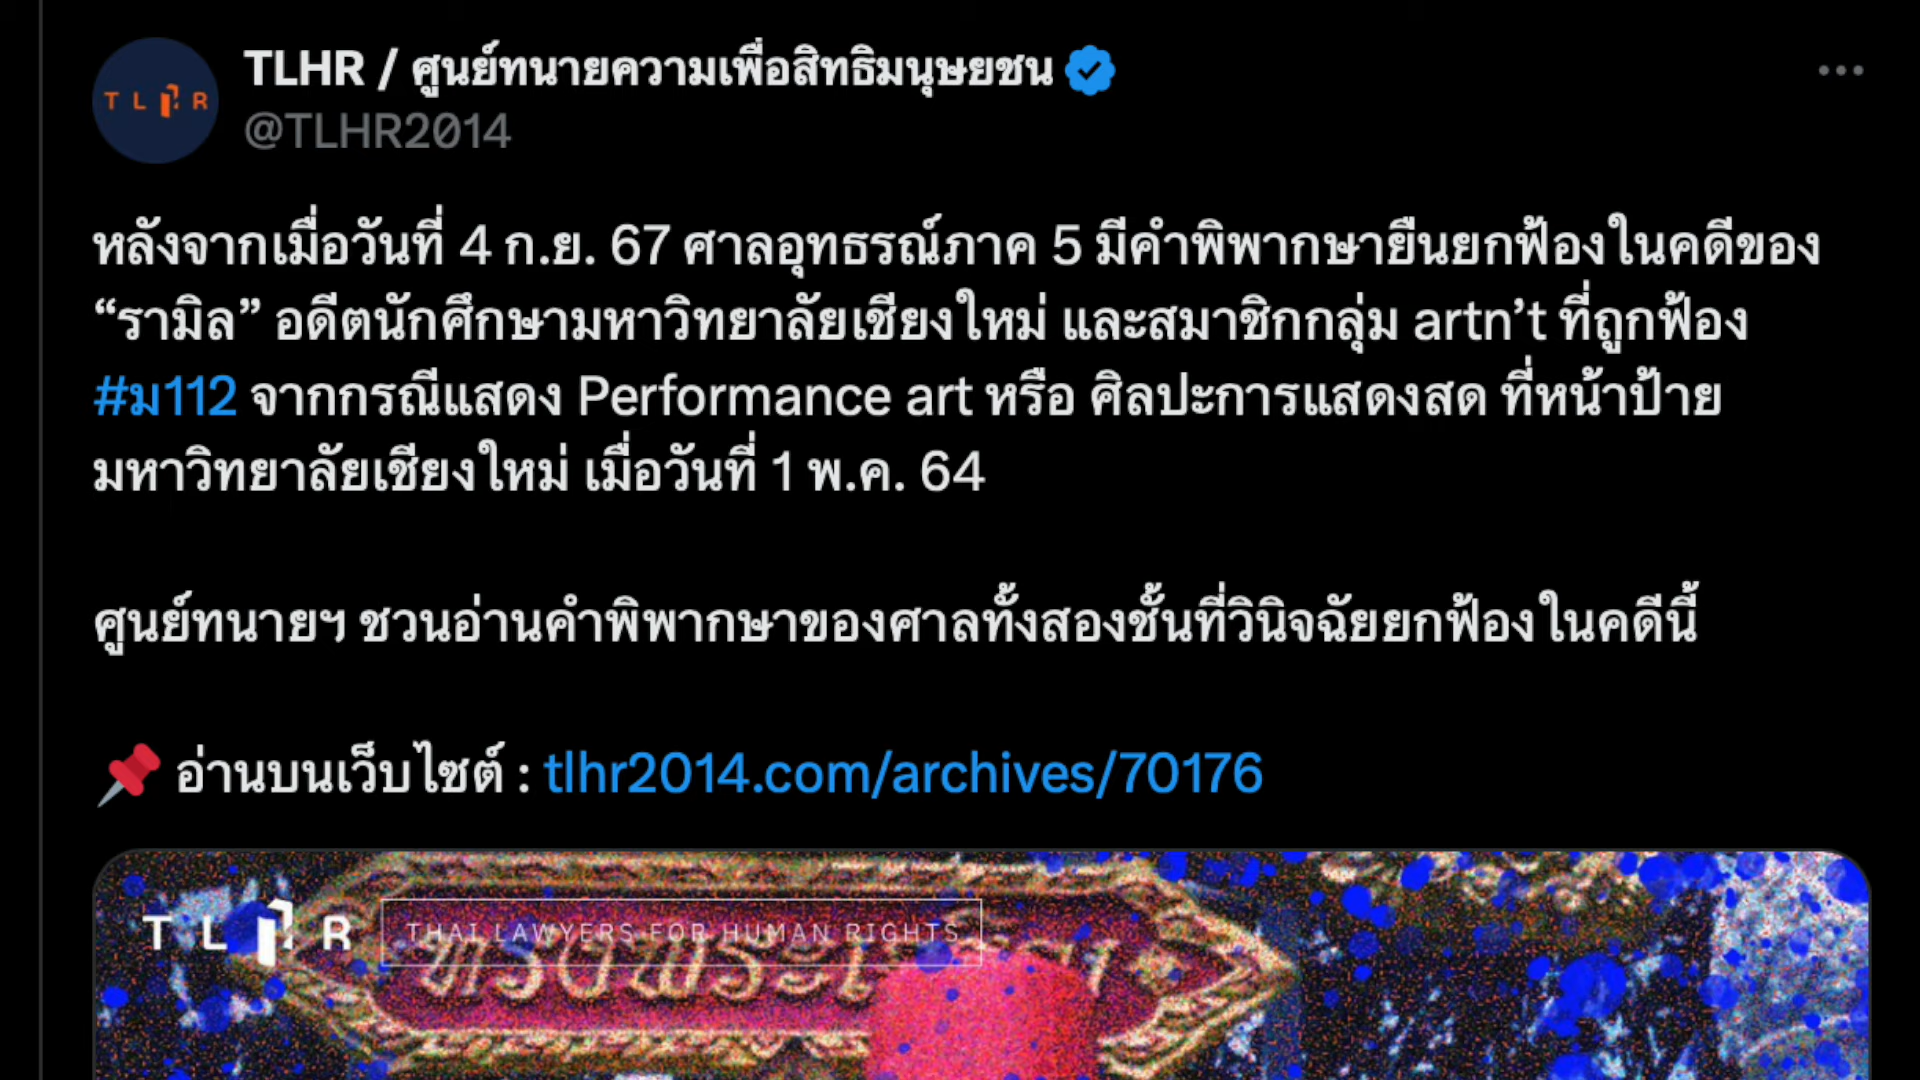 TLHR / ศูนย์ทนายความเพื่อสิทธิมนุษยชน
@TLHR2014
หลังจากเมื่อวันที่ 4 ก.ย. 67 ศาลอุทธรณ์ภาค 5 มีคำพิพากษายืนยกฟ้องในคดีของ
“รามิล” อดีตนักศึกษามหาวิทยาลัยเชียงใหม่ และสมาชิกกลุ่ม artn’t ที่ถูกฟ้อง
#ม112 จากกรณีแสดง Performance art หรือ ศิลปะการแสดงสด ที่หน้าป้าย
มหาวิทยาลัยเชียงใหม่ เมื่อวันที่ 1 พ.ค. 64
ศูนย์ทนายฯ ชวนอ่านคำพิพากษาของศาลทั้งสองชั้นที่วินิจฉัยยกฟ้องในคดีนี้
อ่านบนเว็บไซต์ : tlhr2014.com/archives/70176
TLHR THAI LAWYERS FOR HUMAN RIGHTS